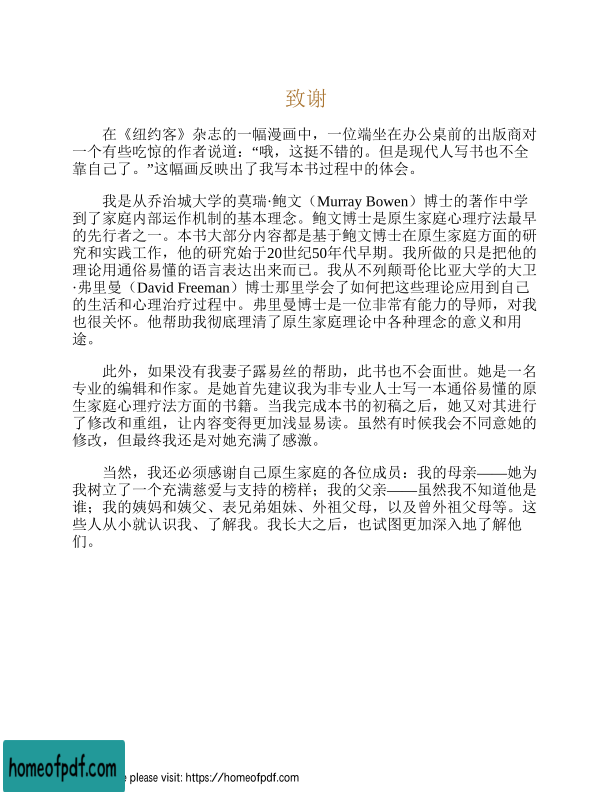 致谢
在《纽约客》杂志的一幅漫画中，一位端坐在办公桌前的出版商对
一个有些吃惊的作者说道：“哦，这挺不错的。但是现代人写书也不全
靠自己了。”这幅画反映出了我写本书过程中的体会。
我是从乔治城大学的莫瑞·鲍文（Murray Bowen）博士的著作中学
到了家庭内部运作机制的基本理念。鲍文博士是原生家庭心理疗法最早
的先行者之一。本书大部分内容都是基于鲍文博士在原生家庭方面的研
究和实践工作，他的研究始于20世纪50年代早期。我所做的只是把他的
理论用通俗易懂的语言表达出来而已。我从不列颠哥伦比亚大学的大卫
·弗里曼（David Freeman）博士那里学会了如何把这些理论应用到自己
的生活和心理治疗过程中。弗里曼博士是一位非常有能力的导师，对我
也很关怀。他帮助我彻底理清了原生家庭理论中各种理念的意义和用
途。
此外，如果没有我妻子露易丝的帮助，此书也不会面世。她是一名
专业的编辑和作家。是她首先建议我为非专业人士写一本通俗易懂的原
生家庭心理疗法方面的书籍。当我完成本书的初稿之后，她又对其进行
了修改和重组，让内容变得更加浅显易读。虽然有时候我会不同意她的
修改，但最终我还是对她充满了感激。
当然，我还必须感谢自己原生家庭的各位成员：我的母亲——她为
我树立了一个充满慈爱与支持的榜样；我的父亲——虽然我不知道他是
谁；我的姨妈和姨父、表兄弟姐妹、外祖父母，以及曾外祖父母等。这
些人从小就认识我、了解我。我长大之后，也试图更加深入地了解他
们。
homeofpdf.com
please visit: https://homeofpdf.com